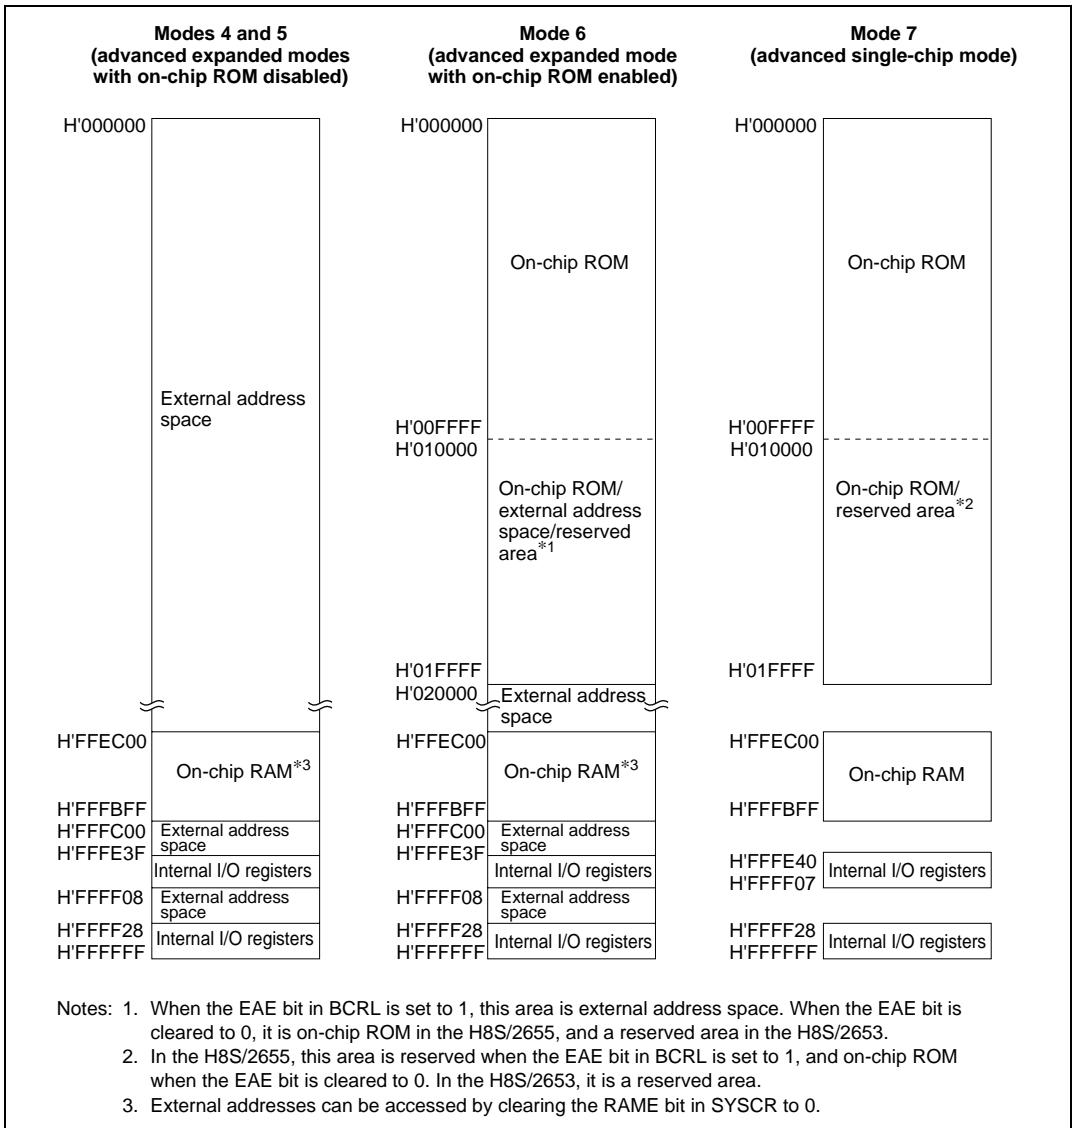 Modes 4 and 5
(advanced expanded modes
with on-chip ROM disabled)
H'000000
External address
space
H'FFEC00
On-chip RAM*3
H'FFFBFF
H'FFFC00
External address
space
H'FFFE3F
Internal I/O registers
H'FFFF08
External address
space
H'FFFF28
Internal I/O registers
H'FFFFFF
Mode 6
(advanced expanded mode
with on-chip ROM enabled)
H'000000
On-chip ROM
H'00FFFF
H'010000
On-chip ROM/
external address
space/reserved
area*1
H'01FFFF
H'020000
External address
space
H'FFEC00
On-chip RAM*3
H'FFFBFF
H'FFFC00
External address
space
H'FFFE3F
Internal I/O registers
H'FFFF08
External address
space
H'FFFF28
Internal I/O registers
H'FFFFFF
Mode 7
(advanced single-chip mode)
H'000000
On-chip ROM
H'00FFFF
H'010000
On-chip ROM/
reserved area*2
H'01FFFF
H'FFEC00
On-chip RAM
H'FFFBFF
H'FFFE40
Internal I/O registers
H'FFFF07
H'FFFF28
Internal I/O registers
H'FFFFFF
Notes: 1. When the EAE bit in BCRL is set to 1, this area is external address space. When the EAE bit is
cleared to 0, it is on-chip ROM in the H8S/2655, and a reserved area in the H8S/2653.
2. In the H8S/2655, this area is reserved when the EAE bit in BCRL is set to 1, and on-chip ROM
when the EAE bit is cleared to 0. In the H8S/2653, it is a reserved area.
3. External addresses can be accessed by clearing the RAME bit in SYSCR to 0.